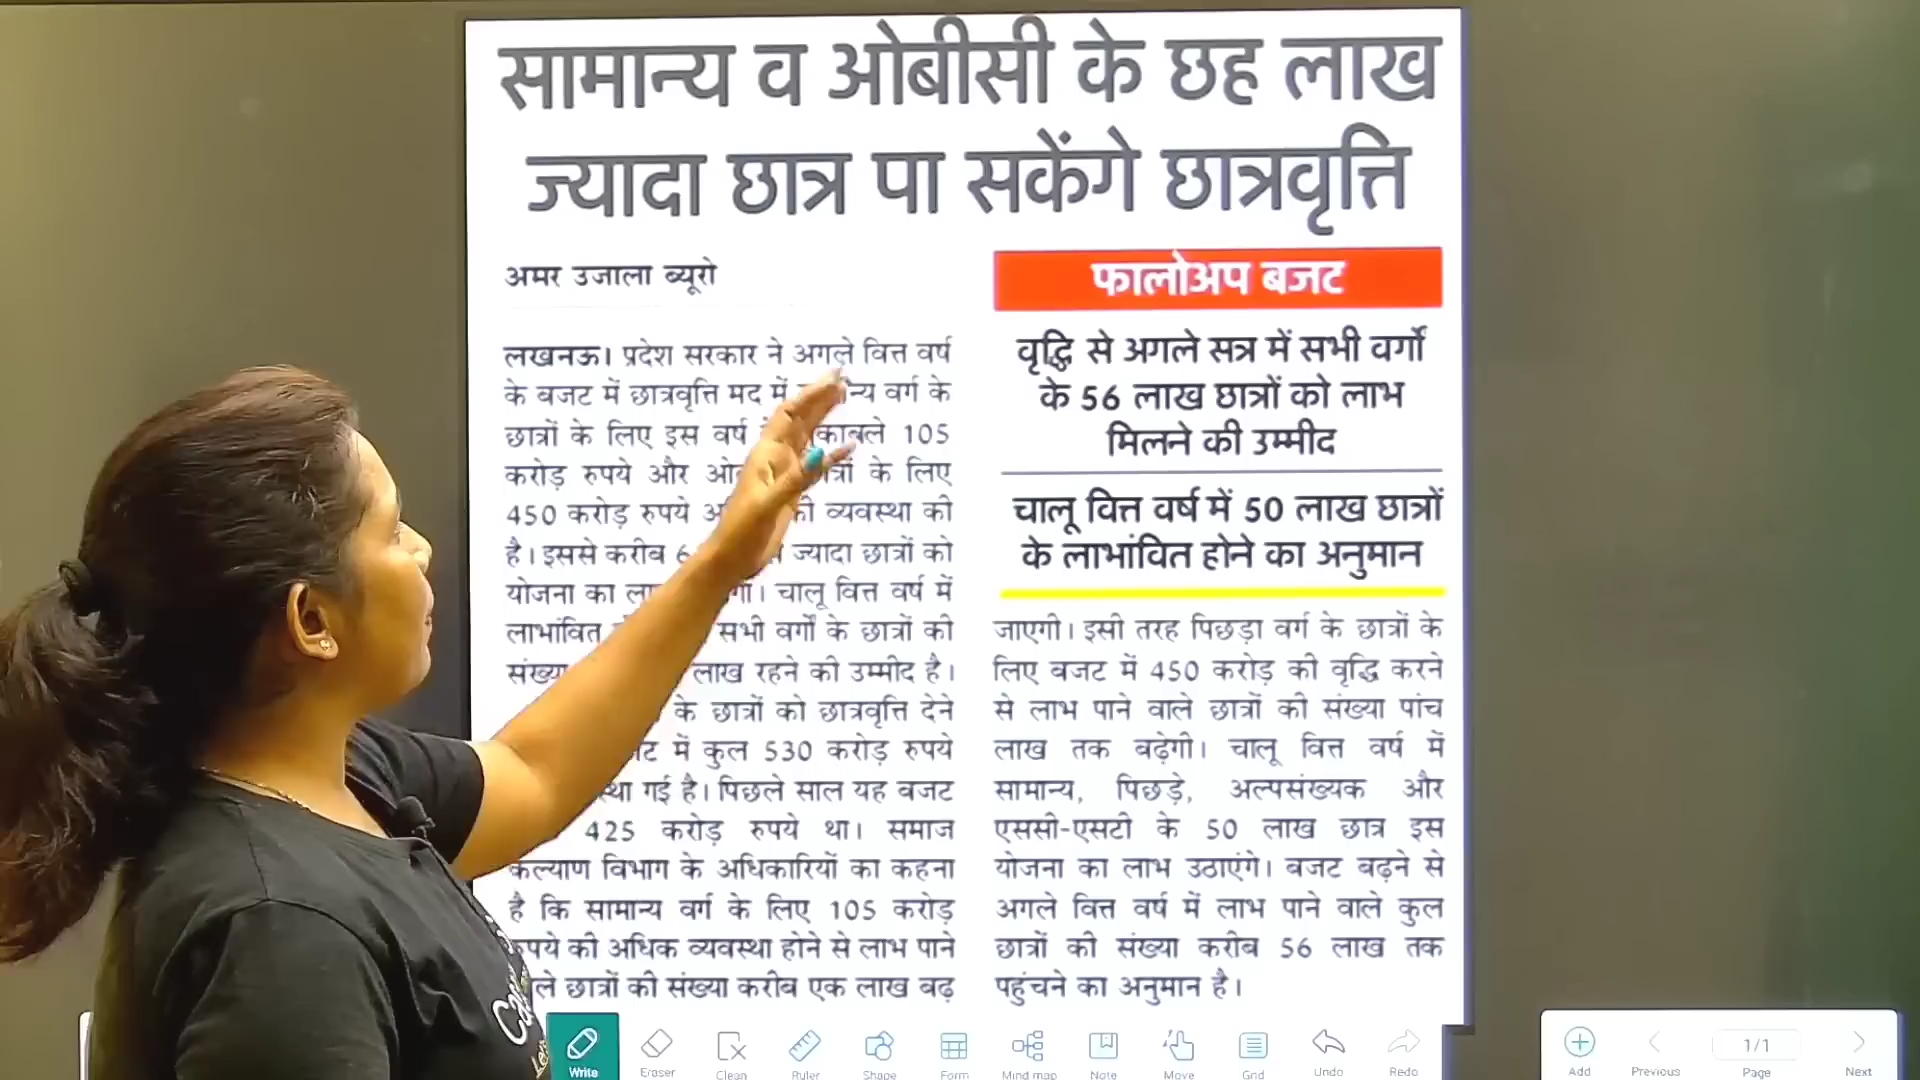 सामान्य व ओबीसी के छह लाख
ज्यादा छात्र पा सकेंगे छात्रवृत्ति
अमर उजाला ब्यूरो
लखनऊ। प्रदेश सरकार ने अगले वित्त वर्ष
के बजट में छात्रवृत्ति मद में वर्ग के
छात्रों के लिए इस वर्ष 105
करोड़ रुपये और के लिए
450 करोड़ रुपये की व्यवस्था की
है। इससे करीब ज्यादा छात्रों को
योजना का चालू वित्त वर्ष में
लाभांवित सभी वर्गों के छात्रों की
लाख रहने की उम्मीद है।
के छात्रों को छात्रवृत्ति देने
में कुल 530 करोड़ रुपये
गई है। पिछले साल यह बजट
425 करोड़ रुपये था। समाज
कल्याण विभाग के अधिकारियों का कहना
है कि सामान्य वर्ग के लिए 105 करोड़
रुपये की अधिक व्यवस्था होने से लाभ पाने
छात्रों की संख्या करीब एक लाख बढ़
फालोअप बजट
वृद्धि से अगले सत्र में सभी वर्गों
के 56 लाख छात्रों को लाभ
मिलने की उम्मीद
चालू वित्त वर्ष में 50 लाख छात्रों
के लाभांवित होने का अनुमान
जाएगी। इसी तरह पिछड़ा वर्ग के छात्रों के
लिए बजट में 450 करोड़ की वृद्धि करने
से लाभ पाने वाले छात्रों की संख्या पांच
लाख तक बढ़ेगी। चालू वित्त वर्ष में
सामान्य, पिछड़े, अल्पसंख्यक और
एससी-एसटी के 50 लाख छात्र इस
योजना का लाभ उठाएंगे। बजट बढ़ने से
अगले वित्त वर्ष में लाभ पाने वाले कुल
छात्रों की संख्या करीब 56 लाख तक
पहुंचने का अनुमान है।
Write Eraser Clean Ruler Shape Form Mind map Note Move Grid Undo Redo
Add Previous 1/1 Page Next